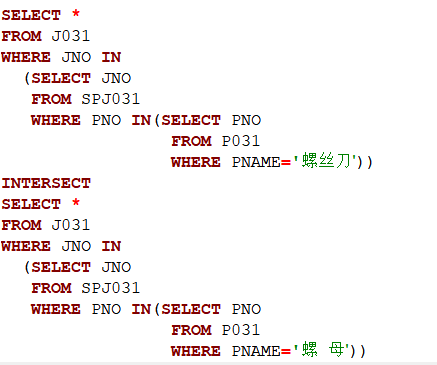 SELECT *
FROM J031
WHERE JNO IN
(SELECT JNO
FROM SPJ031
WHERE PNO IN(SELECT PNO
FROM P031
WHERE PNAME='螺丝刀'))
INTERSECT
SELECT *
FROM J031
WHERE JNO IN
(SELECT JNO
FROM SPJ031
WHERE PNO IN(SELECT PNO
FROM P031
WHERE PNAME='螺 母'))